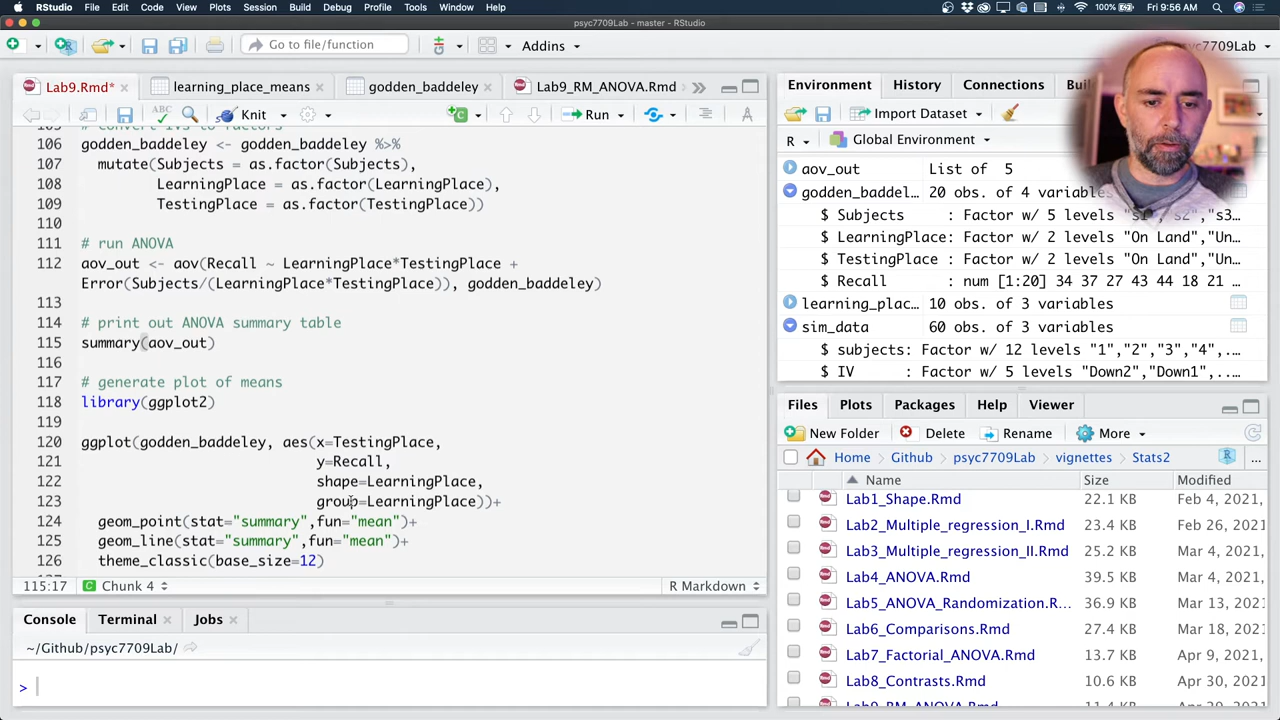 RStudio File Edit Code View Plots Session Build Debug Profile Tools Window Help 100% Fri 9:56 AM
psyc7709Lab - master - RStudio
Go to file/function Addins psyc7709Lab
Lab9.Rmd* learning_place_means godden_baddeley Lab9_RM_ANOVA.Rmd
Knit Run
106 godden_baddeley <- godden_baddeley %>%
107 mutate(Subjects = as.factor(Subjects),
108 LearningPlace = as.factor(LearningPlace),
109 TestingPlace = as.factor(TestingPlace))
110
111 # run ANOVA
112 aov_out <- aov(Recall ~ LearningPlace*TestingPlace +
Error(Subjects/(LearningPlace*TestingPlace)), godden_baddeley)
113
114 # print out ANOVA summary table
115 summary(aov_out)
116
117 # generate plot of means
118 library(ggplot2)
119
120 ggplot(godden_baddeley, aes(x=TestingPlace,
121 y=Recall,
122 shape=LearningPlace,
123 group=LearningPlace))+
124 geom_point(stat="summary",fun="mean")+
125 geom_line(stat="summary",fun="mean")+
126 theme_classic(base_size=12)
115:17 Chunk 4 R Markdown
Console Terminal Jobs
~/Github/psyc7709Lab/
>
Environment History Connections
Import Dataset
R Global Environment
aov_out List of 5
godden_baddel… 20 obs. of 4 variables
$ Subjects : Factor w/ 5 levels "s1","s2","s3…
$ LearningPlace: Factor w/ 2 levels "On Land","Un…
$ TestingPlace : Factor w/ 2 levels "On Land","Un…
$ Recall : num [1:20] 34 37 27 43 44 18 21 …
learning_plac… 10 obs. of 3 variables
sim_data 60 obs. of 3 variables
$ subjects: Factor w/ 12 levels "1","2","3","4",..…
$ IV : Factor w/ 5 levels "Down2","Down1",..…
Files Plots Packages Help Viewer
New Folder Delete Rename More
Home Github psyc7709Lab vignettes Stats2 …
Name Size Modified
Lab1_Shape.Rmd 22.1 KB Feb 4, 2021,
Lab2_Multiple_regression_I.Rmd 23.4 KB Feb 26, 2021
Lab3_Multiple_regression_II.Rmd 25.2 KB Mar 4, 2021,
Lab4_ANOVA.Rmd 39.5 KB Mar 4, 2021,
Lab5_ANOVA_Randomization.R… 36.9 KB Mar 13, 2021
Lab6_Comparisons.Rmd 27.4 KB Mar 18, 2021
Lab7_Factorial_ANOVA.Rmd 13.7 KB Apr 9, 2021,
Lab8_Contrasts.Rmd 10.6 KB Apr 30, 2021